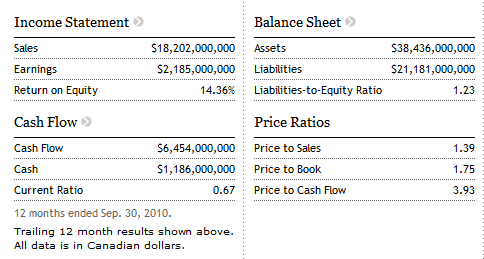 Income Statement
Sales $18,202,000,000
Earnings $2,185,000,000
Return on Equity 14.36%
Cash Flow
Cash Flow $6,454,000,000
Cash $1,186,000,000
Current Ratio 0.67
12 months ended Sep. 30, 2010.
Trailing 12 month results shown above.
All data is in Canadian dollars.
Balance Sheet
Assets $38,436,000,000
Liabilities $21,181,000,000
Liabilities-to-Equity Ratio 1.23
Price Ratios
Price to Sales 1.39
Price to Book 1.75
Price to Cash Flow 3.93